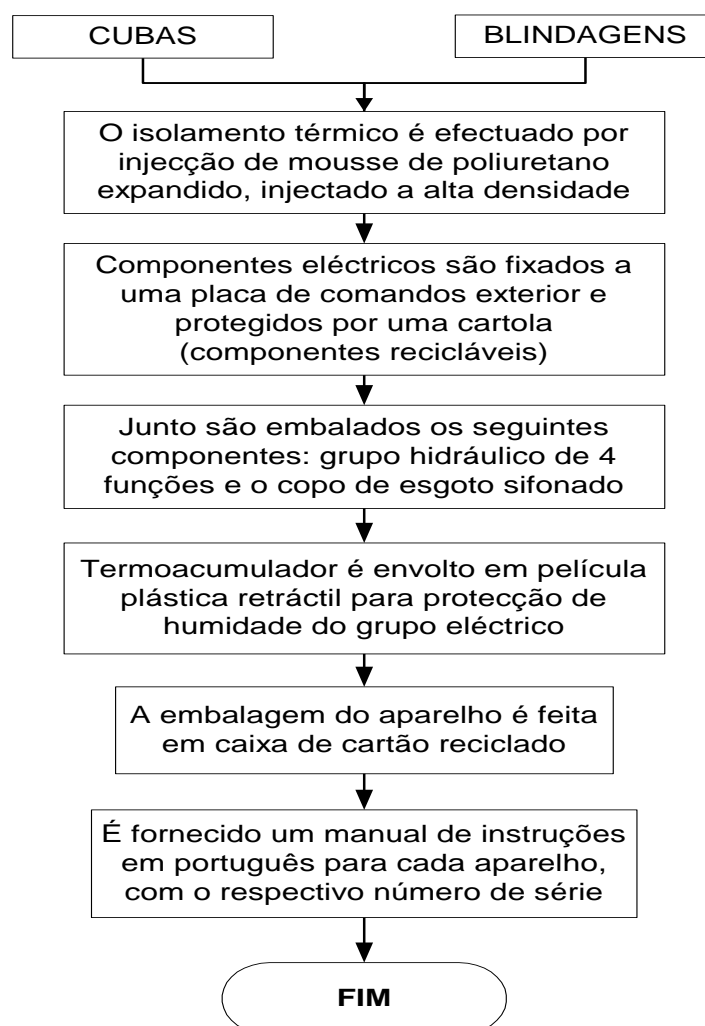 CUBAS
BLINDAGENS
O isolamento térmico é efectuado por
injecção de mousse de poliuretano
expandido, injectado a alta densidade
Componentes eléctricos são fixados a
uma placa de comandos exterior e
protegidos por uma cartola
(componentes recicláveis)
Junto são embalados os seguintes
componentes: grupo hidráulico de 4
funções e o copo de esgoto sifonado
Termoacumulador é envolto em película
plástica retráctil para protecção de
humidade do grupo eléctrico
A embalagem do aparelho é feita
em caixa de cartão reciclado
É fornecido um manual de instruções
em português para cada aparelho,
com o respectivo número de série
FIM